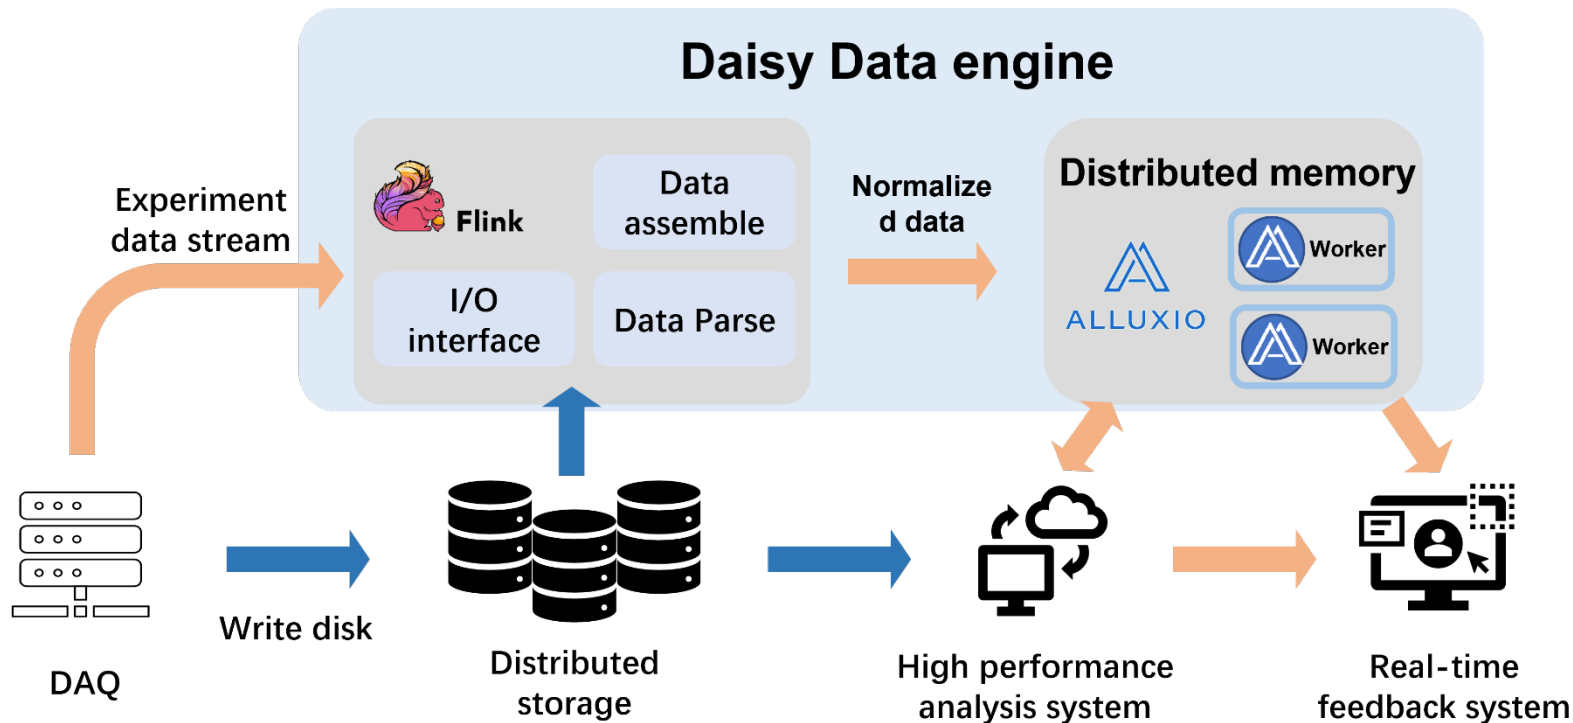 Daisy Data engine
Experiment
data stream
Flink
Data
assemble
I/O
interface
Data Parse
Normalize
d data
Distributed memory
ALLUXIO
Worker
Worker
Write disk
DAQ
Distributed
storage
High performance
analysis system
Real-time
feedback system